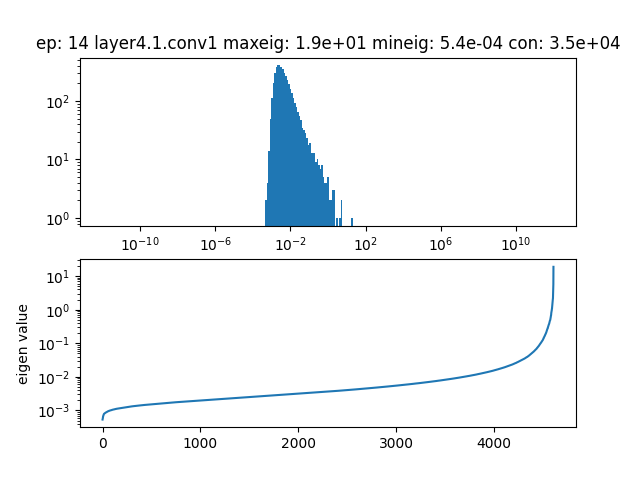 ep: 14 layer4.1.conv1 maxeig: 1.9e+01 mineig: 5.4e-04 con: 3.5e+04
10²
10¹
10⁰
10⁻¹⁰ 10⁻⁶ 10⁻² 10² 10⁶ 10¹⁰
eigen value
10¹
10⁰
10⁻¹
10⁻²
10⁻³
0 1000 2000 3000 4000